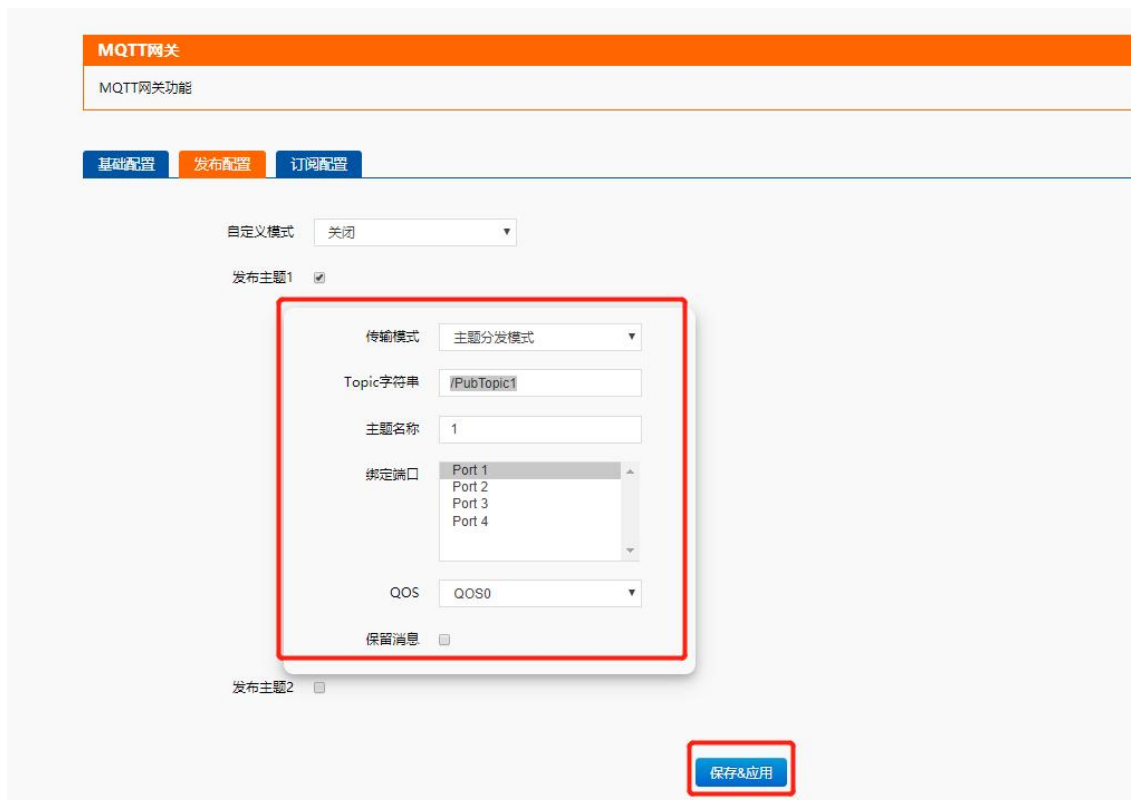 MQTT网关
MQTT网关功能
基础配置 发布配置 订阅配置
自定义模式 关闭
发布主题1
传输模式 主题分发模式
Topic字符串 /PubTopic1
主题名称 1
绑定端口 Port 1
Port 2
Port 3
Port 4
QOS QOS0
保留消息
发布主题2
保存&应用